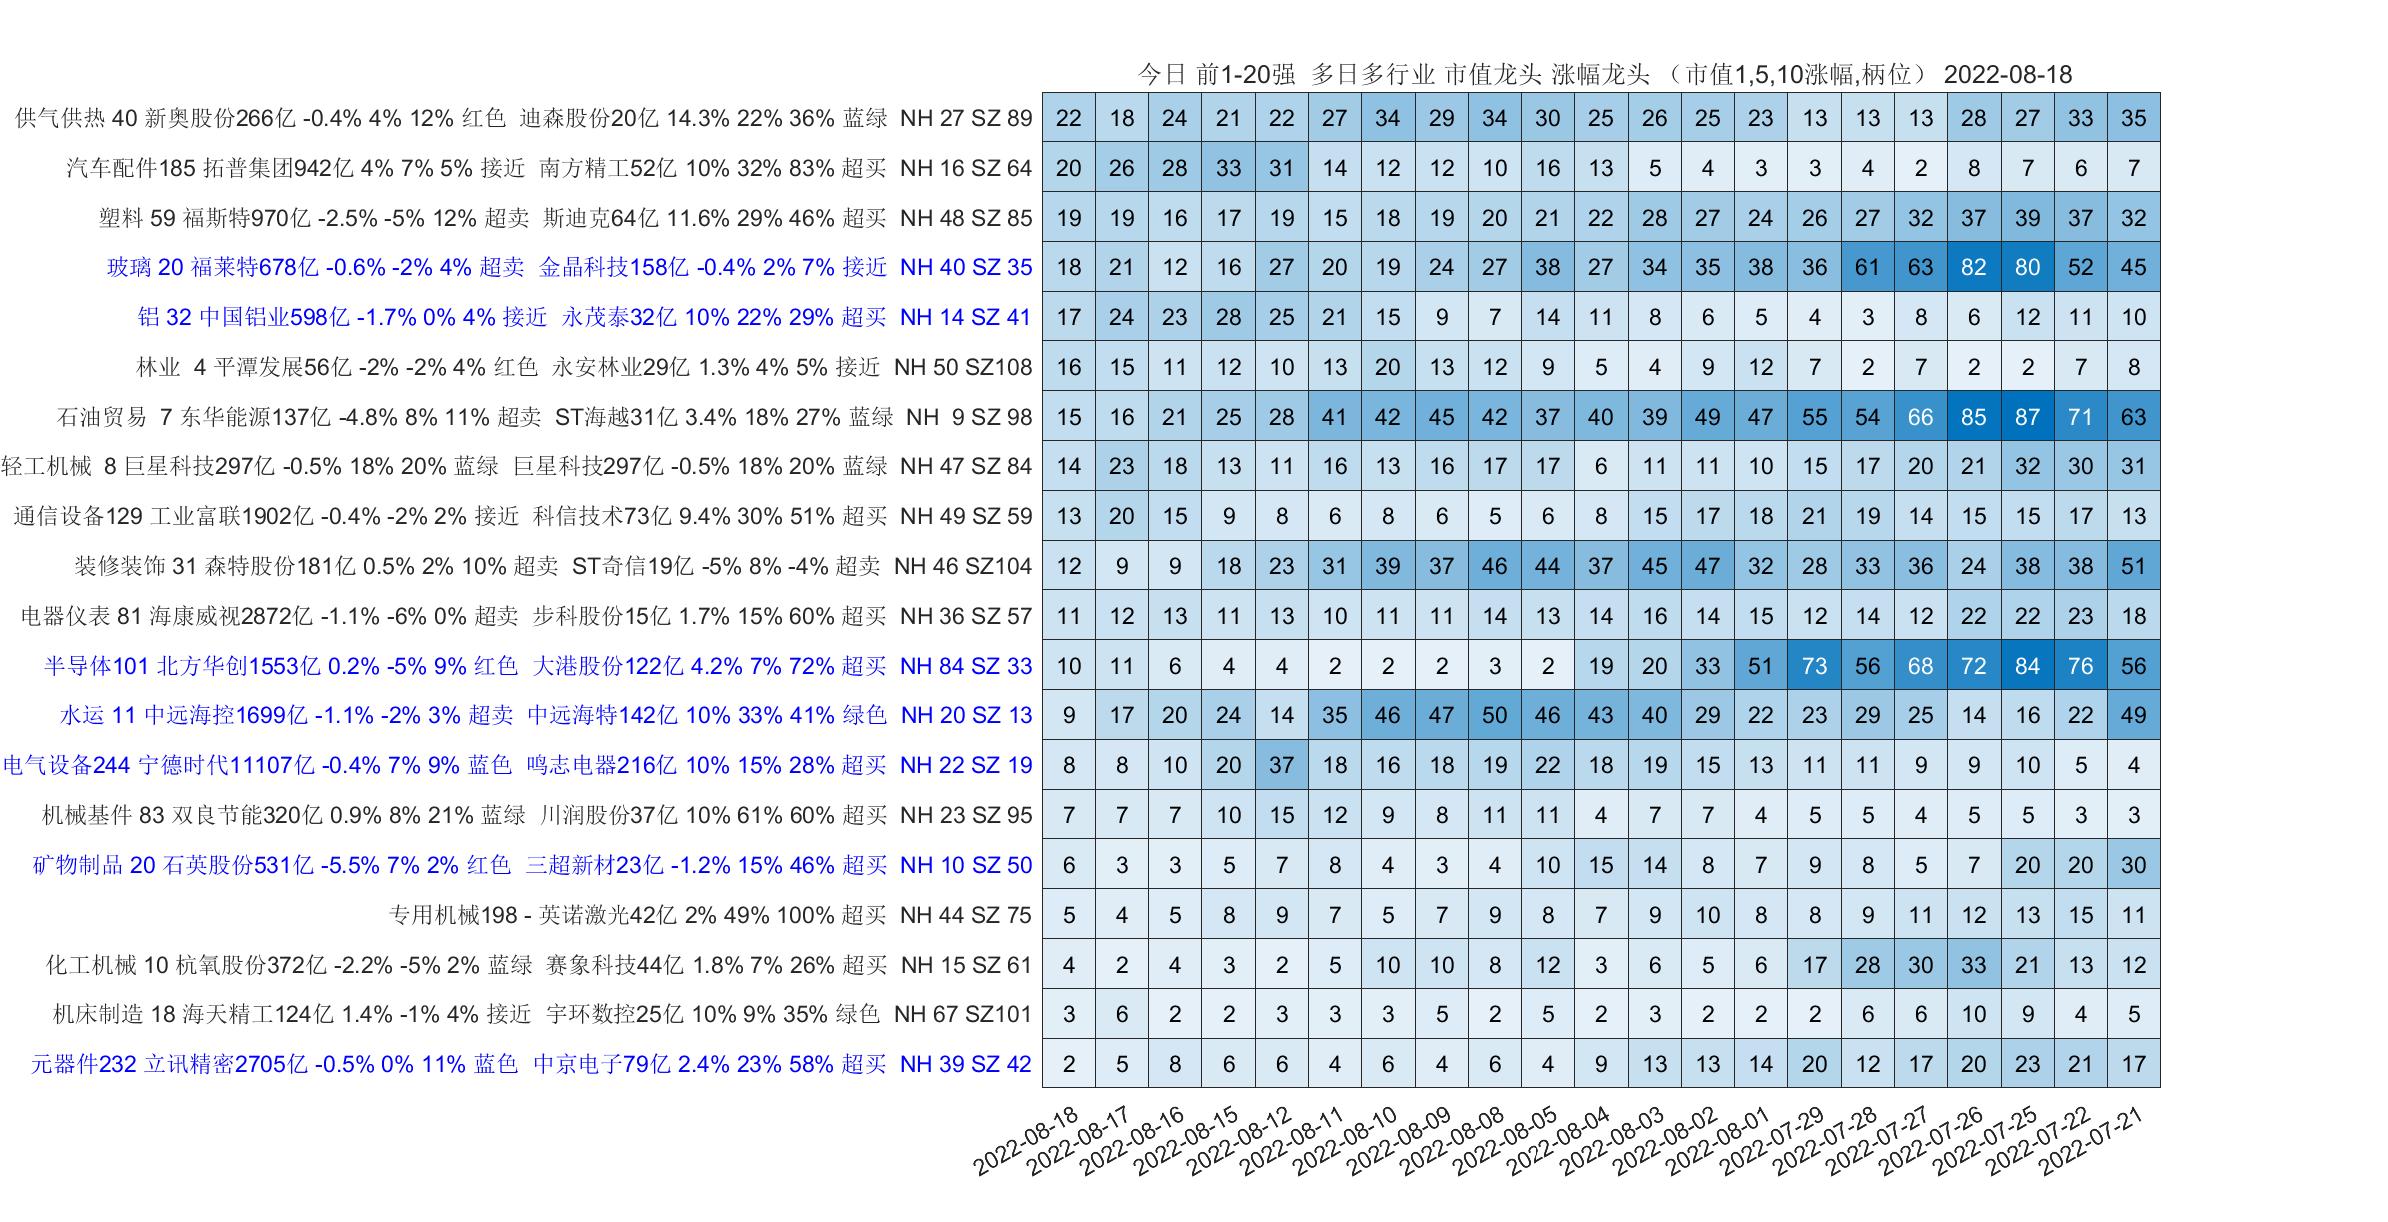 今日 前1-20强 多日多行业 市值龙头 涨幅龙头 （市值1,5,10涨幅,柄位） 2022-08-18
供气供热 40 新奥股份266亿 -0.4% 4% 12% 红色 迪森股份20亿 14.3% 22% 36% 蓝绿 NH 27 SZ 89 22 18 24 21 22 27 34 29 34 30 25 26 25 23 13 13 13 28 27 33 35
汽车配件185 拓普集团942亿 4% 7% 5% 接近 南方精工52亿 10% 32% 83% 超买 NH 16 SZ 64 20 26 28 33 31 14 12 12 10 16 13 5 4 3 3 4 2 8 7 6 7
塑料 59 福斯特970亿 -2.5% -5% 12% 超卖 斯迪克64亿 11.6% 29% 46% 超买 NH 48 SZ 85 19 19 16 17 19 15 18 19 20 21 22 28 27 24 26 27 32 37 39 37 32
玻璃 20 福莱特678亿 -0.6% -2% 4% 超卖 金晶科技158亿 -0.4% 2% 7% 接近 NH 40 SZ 35 18 21 12 16 27 20 19 24 27 38 27 34 35 38 36 61 63 82 80 52 45
铝 32 中国铝业598亿 -1.7% 0% 4% 接近 永茂泰32亿 10% 22% 29% 超买 NH 14 SZ 41 17 24 23 28 25 21 15 9 7 14 11 8 6 5 4 3 8 6 12 11 10
林业 4 平潭发展56亿 -2% -2% 4% 红色 永安林业29亿 1.3% 4% 5% 接近 NH 50 SZ108 16 15 11 12 10 13 20 13 12 9 5 4 9 12 7 2 7 2 2 7 8
石油贸易 7 东华能源137亿 -4.8% 8% 11% 超卖 ST海越31亿 3.4% 18% 27% 蓝绿 NH 9 SZ 98 15 16 21 25 28 41 42 45 42 37 40 39 49 47 55 54 66 85 87 71 63
轻工机械 8 巨星科技297亿 -0.5% 18% 20% 蓝绿 巨星科技297亿 -0.5% 18% 20% 蓝绿 NH 47 SZ 84 14 23 18 13 11 16 13 16 17 17 6 11 11 10 15 17 20 21 32 30 31
通信设备129 工业富联1902亿 -0.4% -2% 2% 接近 科信技术73亿 9.4% 30% 51% 超买 NH 49 SZ 59 13 20 15 9 8 6 8 6 5 6 8 15 17 18 21 19 14 15 15 17 13
装修装饰 31 森特股份181亿 0.5% 2% 10% 超卖 ST奇信19亿 -5% 8% -4% 超卖 NH 46 SZ104 12 9 9 18 23 31 39 37 46 44 37 45 47 32 28 33 36 24 38 38 51
电器仪表 81 海康威视2872亿 -1.1% -6% 0% 超卖 步科股份15亿 1.7% 15% 60% 超买 NH 36 SZ 57 11 12 13 11 13 10 11 11 14 13 14 16 14 15 12 14 12 22 22 23 18
半导体101 北方华创1553亿 0.2% -5% 9% 红色 大港股份122亿 4.2% 7% 72% 超买 NH 84 SZ 33 10 11 6 4 4 2 2 2 3 2 19 20 33 51 73 56 68 72 84 76 56
水运 11 中远海控1699亿 -1.1% -2% 3% 超卖 中远海特142亿 10% 33% 41% 绿色 NH 20 SZ 13 9 17 20 24 14 35 46 47 50 46 43 40 29 22 23 29 25 14 16 22 49
电气设备244 宁德时代11107亿 -0.4% 7% 9% 蓝色 鸣志电器216亿 10% 15% 28% 超买 NH 22 SZ 19 8 8 10 20 37 18 16 18 19 22 18 19 15 13 11 11 9 9 10 5 4
机械基件 83 双良节能320亿 0.9% 8% 21% 蓝绿 川润股份37亿 10% 61% 60% 超买 NH 23 SZ 95 7 7 7 10 15 12 9 8 11 11 4 7 7 4 5 5 4 5 5 3 3
矿物制品 20 石英股份531亿 -5.5% 7% 2% 红色 三超新材23亿 -1.2% 15% 46% 超买 NH 10 SZ 50 6 3 3 5 7 8 4 3 4 10 15 14 8 7 9 8 5 7 20 20 30
专用机械198 - 英诺激光42亿 2% 49% 100% 超买 NH 44 SZ 75 5 4 5 8 9 7 5 7 9 8 7 9 10 8 8 9 11 12 13 15 11
化工机械 10 杭氧股份372亿 -2.2% -5% 2% 蓝绿 赛象科技44亿 1.8% 7% 26% 超买 NH 15 SZ 61 4 2 4 3 2 5 10 10 8 12 3 6 5 6 17 28 30 33 21 13 12
机床制造 18 海天精工124亿 1.4% -1% 4% 接近 宇环数控25亿 10% 9% 35% 绿色 NH 67 SZ101 3 6 2 2 3 3 3 5 2 5 2 3 2 2 2 6 6 10 9 4 5
元器件232 立讯精密2705亿 -0.5% 0% 11% 蓝色 中京电子79亿 2.4% 23% 58% 超买 NH 39 SZ 42 2 5 8 6 6 4 6 4 6 4 9 13 13 14 20 12 17 20 23 21 17
2022-08-18 2022-08-17 2022-08-16 2022-08-15 2022-08-12 2022-08-11 2022-08-10 2022-08-09 2022-08-08 2022-08-05 2022-08-04 2022-08-03 2022-08-02 2022-08-01 2022-07-29 2022-07-28 2022-07-27 2022-07-26 2022-07-25 2022-07-22 2022-07-21